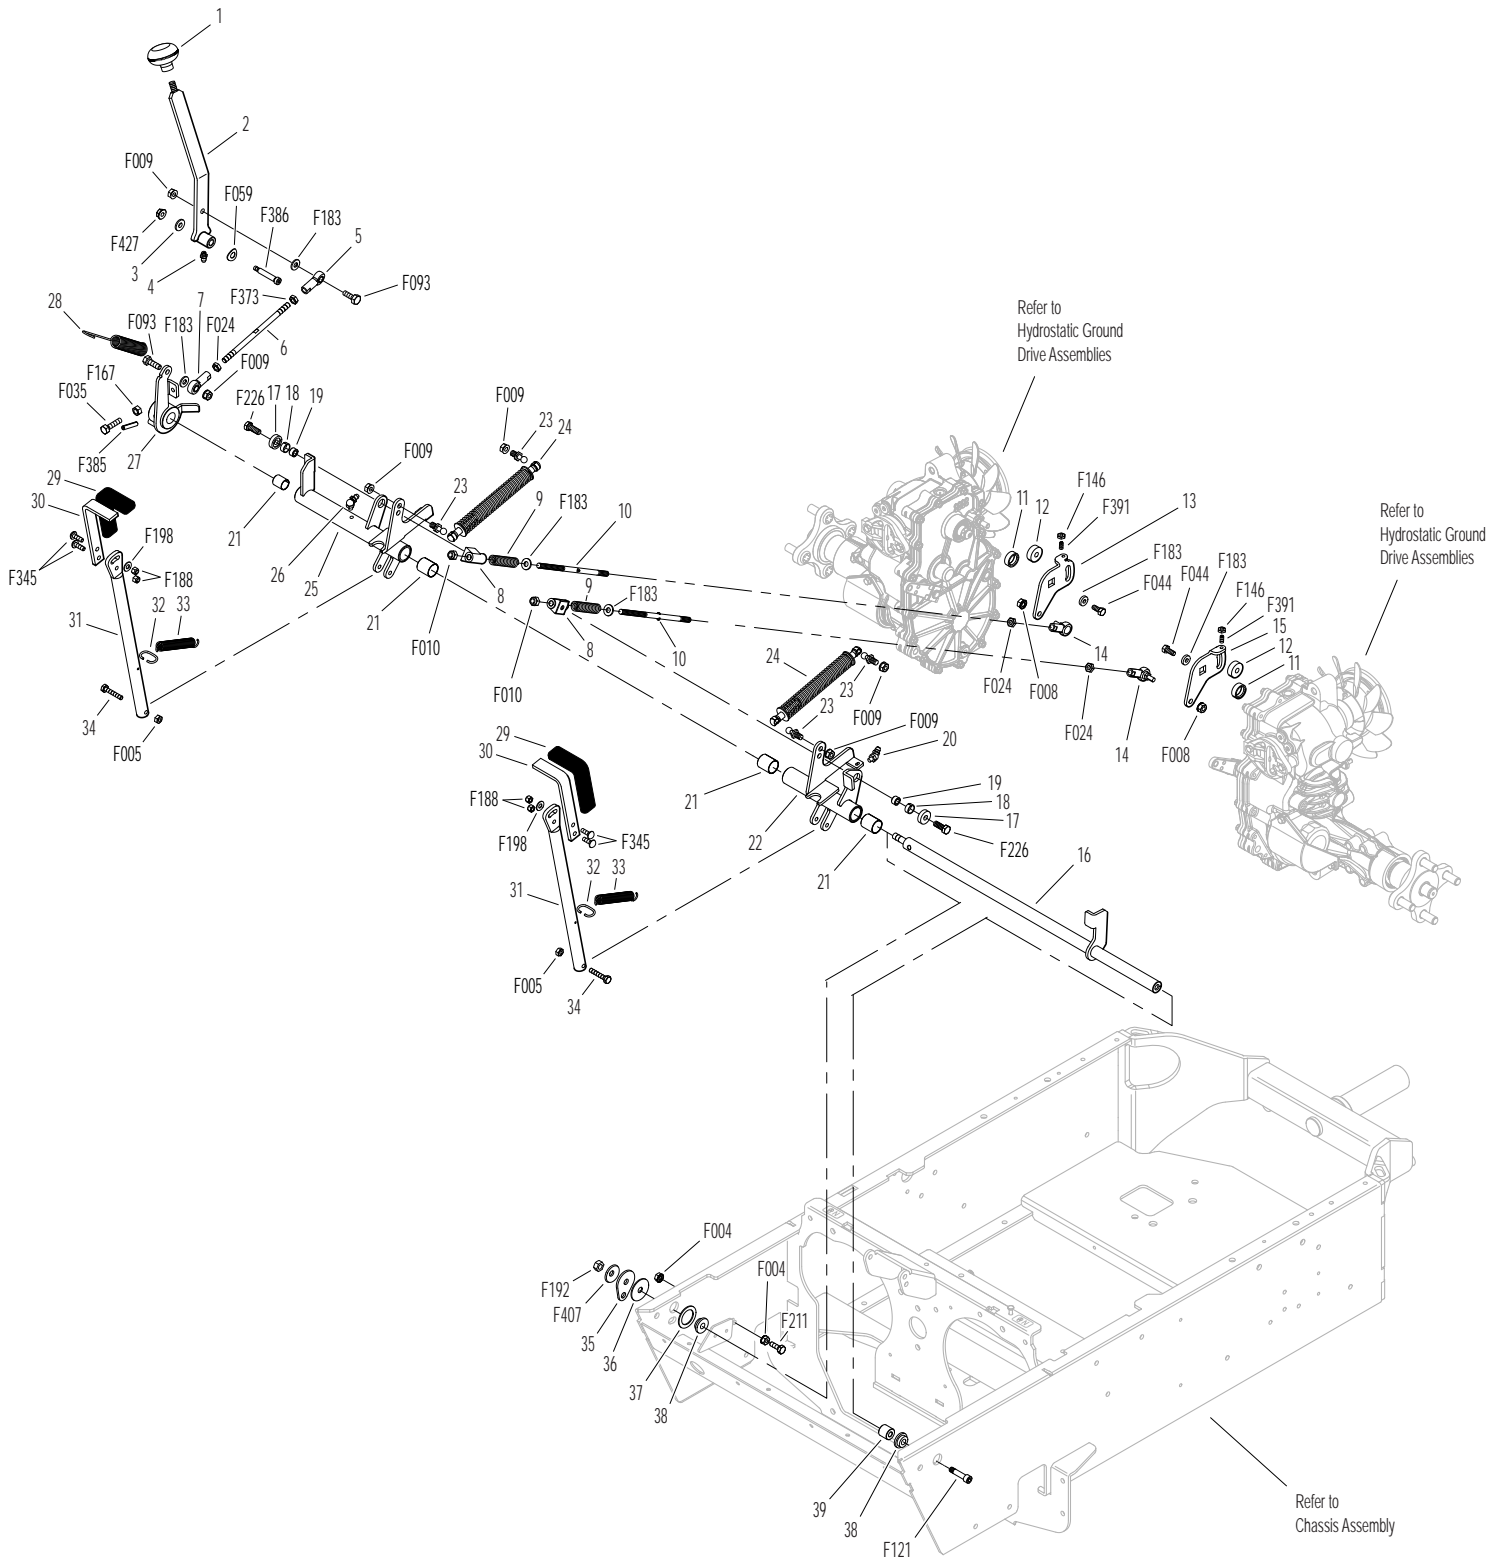 1
2
F009
F059
F386
F183
5
F427
3
4
7
F373
F093
28
F093
F183
F024
6
F009
Refer to
Hydrostatic Ground
Drive Assemblies
F167
F035
F226
17
18
19
F009
23
24
F385
27
F009
29
30
21
23
9
F183
10
11
12
F146
F391
13
Refer to
Hydrostatic Ground
Drive Assemblies
F198
F345
F188
26
25
8
9
F183
F183
F044
F044
F183
F146
F391
15
12
11
31
32
33
21
F010
8
10
24
14
F024
F008
34
F010
23
F009
F024
14
F008
F005
29
30
23
F009
20
21
19
18
17
F188
F198
F345
22
F226
32
33
21
16
31
F005
34
F004
F192
F004
F407
F211
35
36
37
38
39
38
F121
Refer to
Chassis Assembly